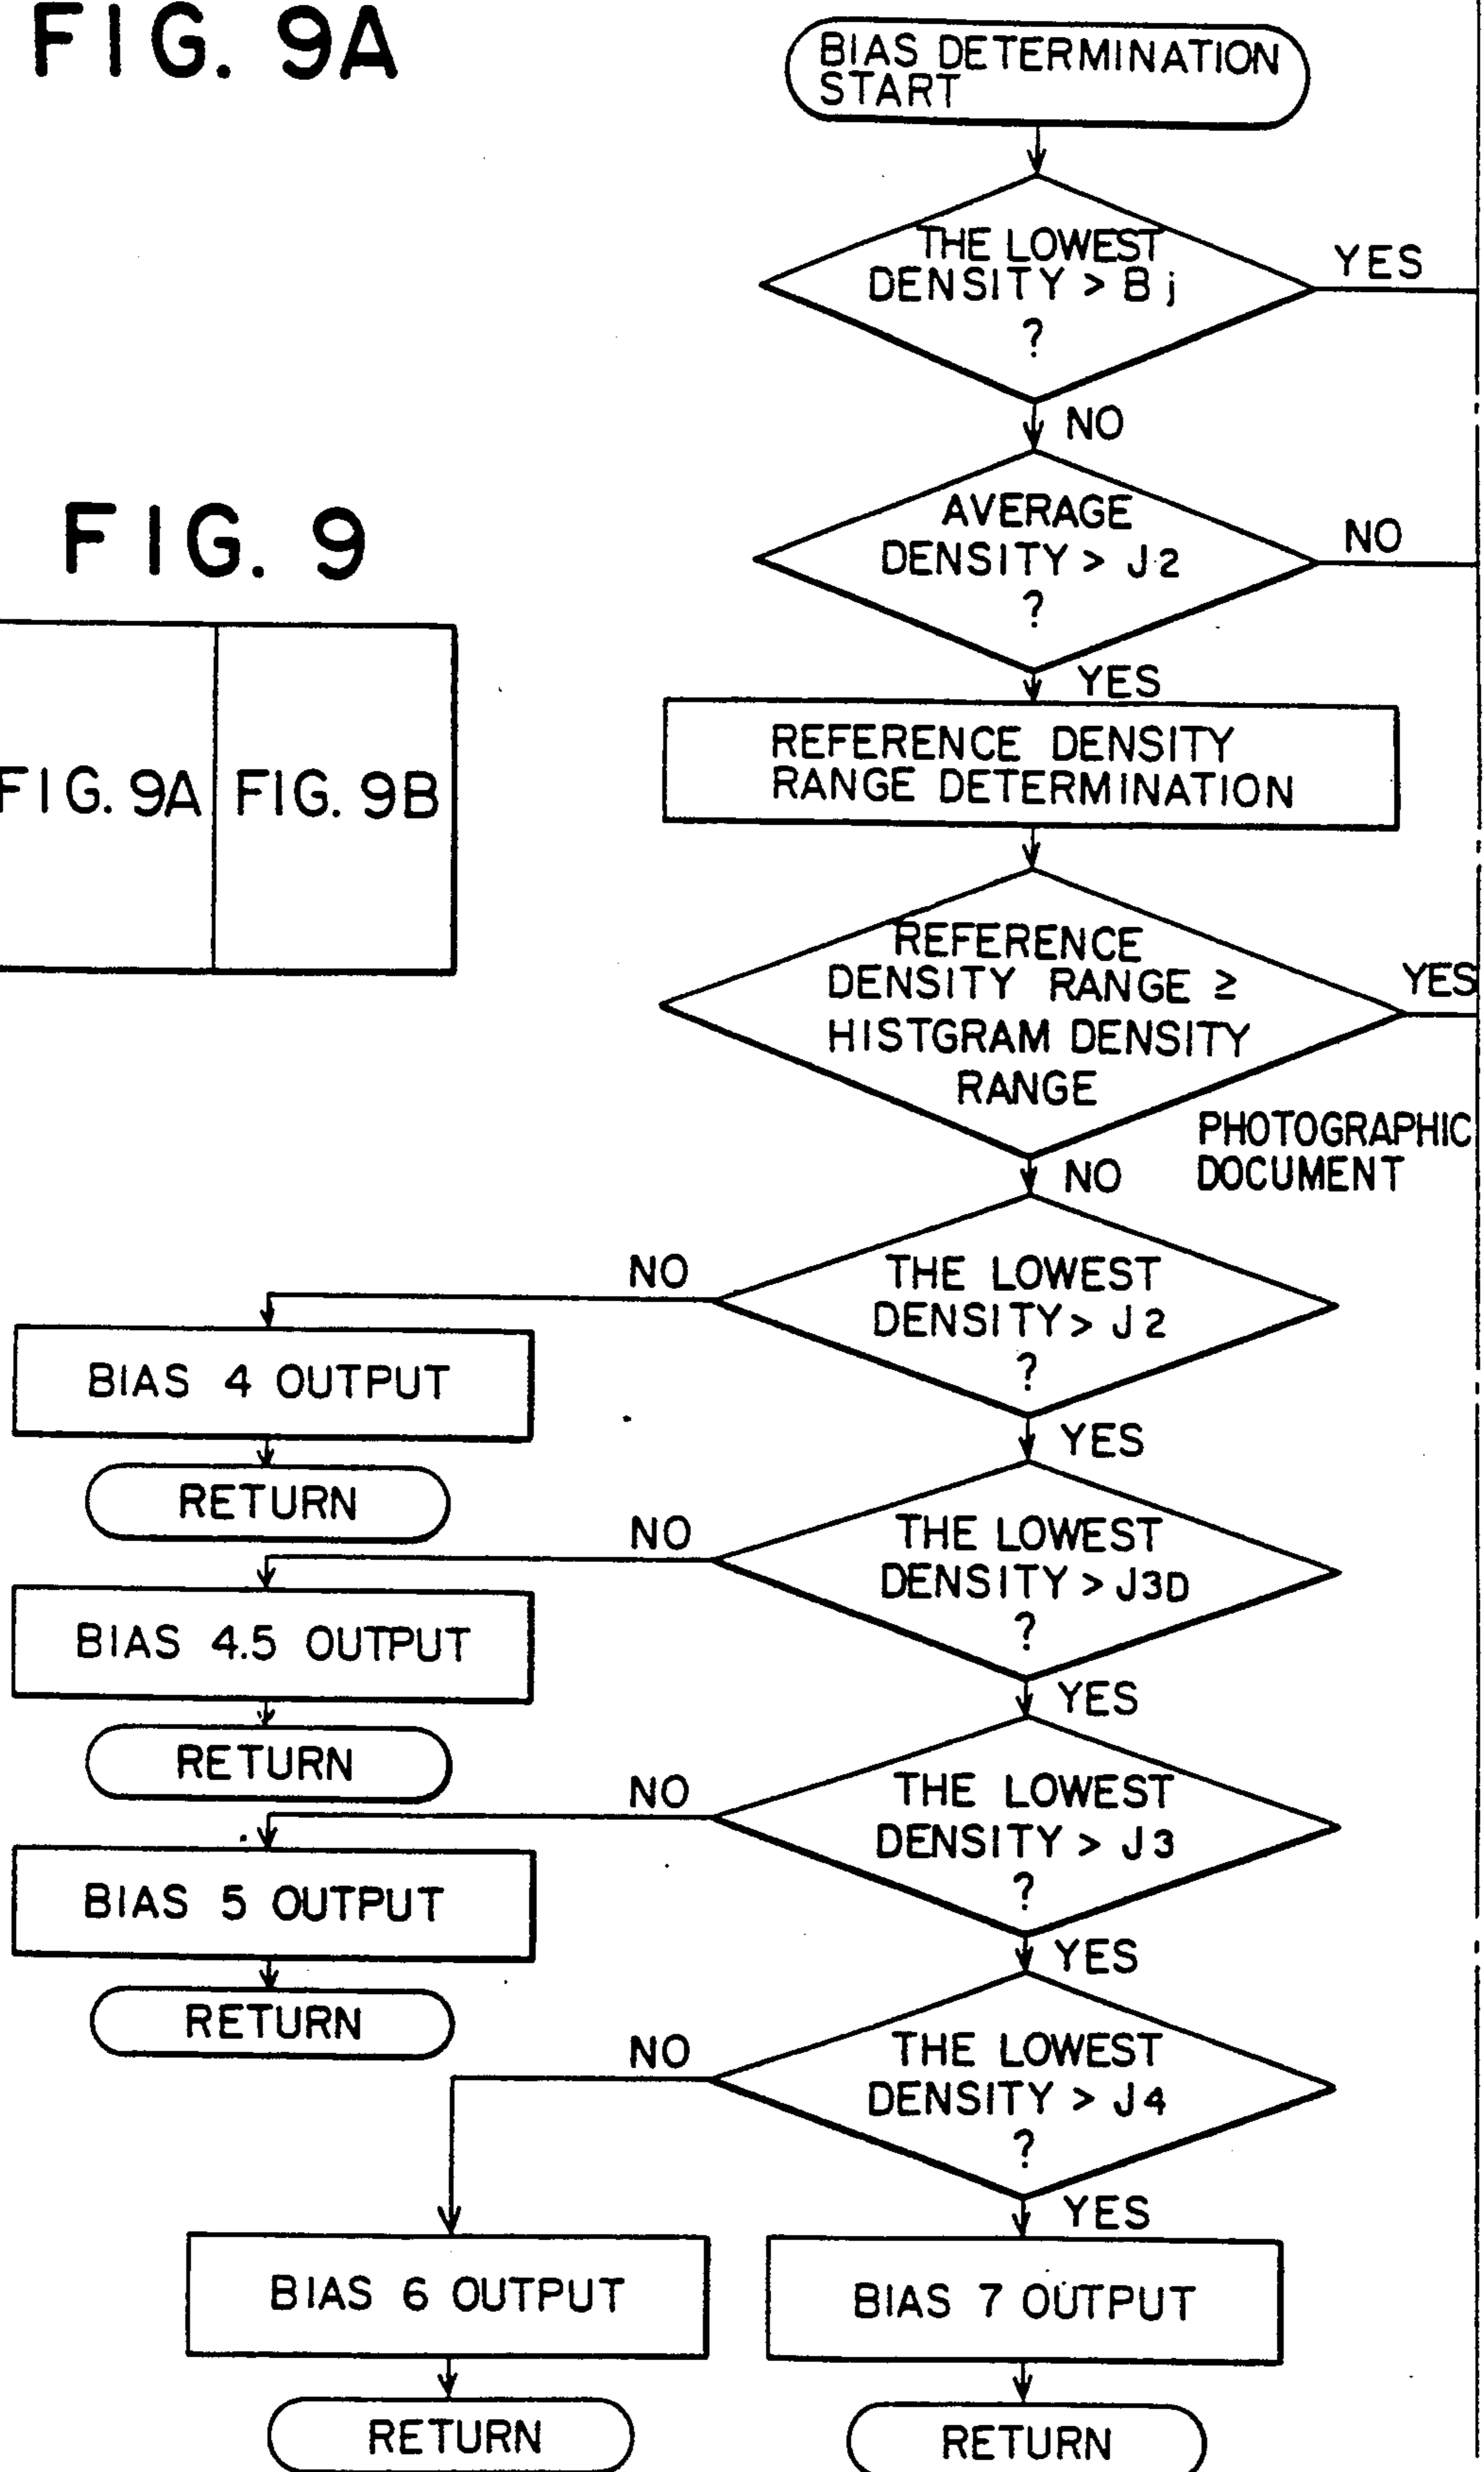 FIG. 9A
BIAS DETERMINATION
START
THE LOWEST
DENSITY > Bj
?
YES
NO
AVERAGE
DENSITY > J2
?
NO
YES
FIG. 9
FIG. 9A
FIG. 9B
REFERENCE DENSITY
RANGE DETERMINATION
REFERENCE
DENSITY RANGE ≥
HISTGRAM DENSITY
RANGE
YES
PHOTOGRAPHIC
DOCUMENT
NO
THE LOWEST
DENSITY > J2
?
NO
BIAS 4 OUTPUT
RETURN
YES
THE LOWEST
DENSITY > J3D
?
NO
BIAS 4.5 OUTPUT
RETURN
YES
THE LOWEST
DENSITY > J3
?
NO
BIAS 5 OUTPUT
RETURN
YES
THE LOWEST
DENSITY > J4
?
NO
YES
BIAS 6 OUTPUT
BIAS 7 OUTPUT
RETURN
RETURN